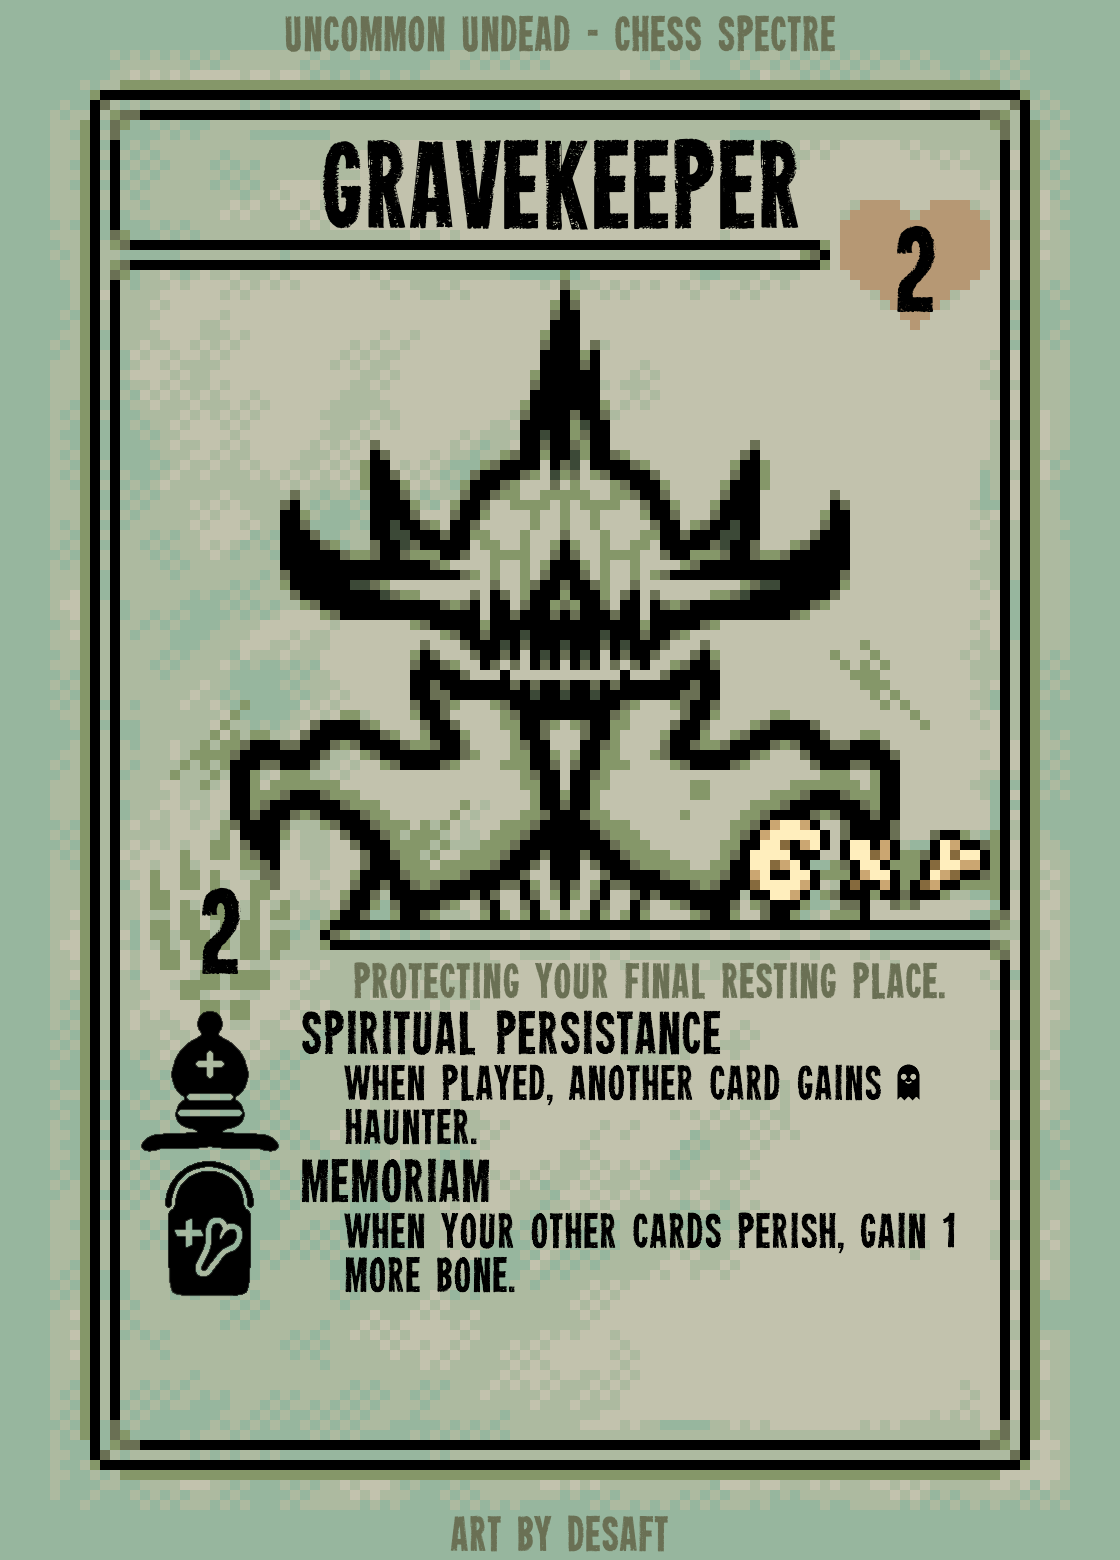 UNCOMMON UNDEAD - CHESS SPECTRE
GRAVEKEEPER
2
6 X
2
PROTECTING YOUR FINAL RESTING PLACE.
SPIRITUAL PERSISTANCE
WHEN PLAYED, ANOTHER CARD GAINS
HAUNTER.
MEMORIAM
WHEN YOUR OTHER CARDS PERISH, GAIN 1
MORE BONE.
ART BY DESAFT